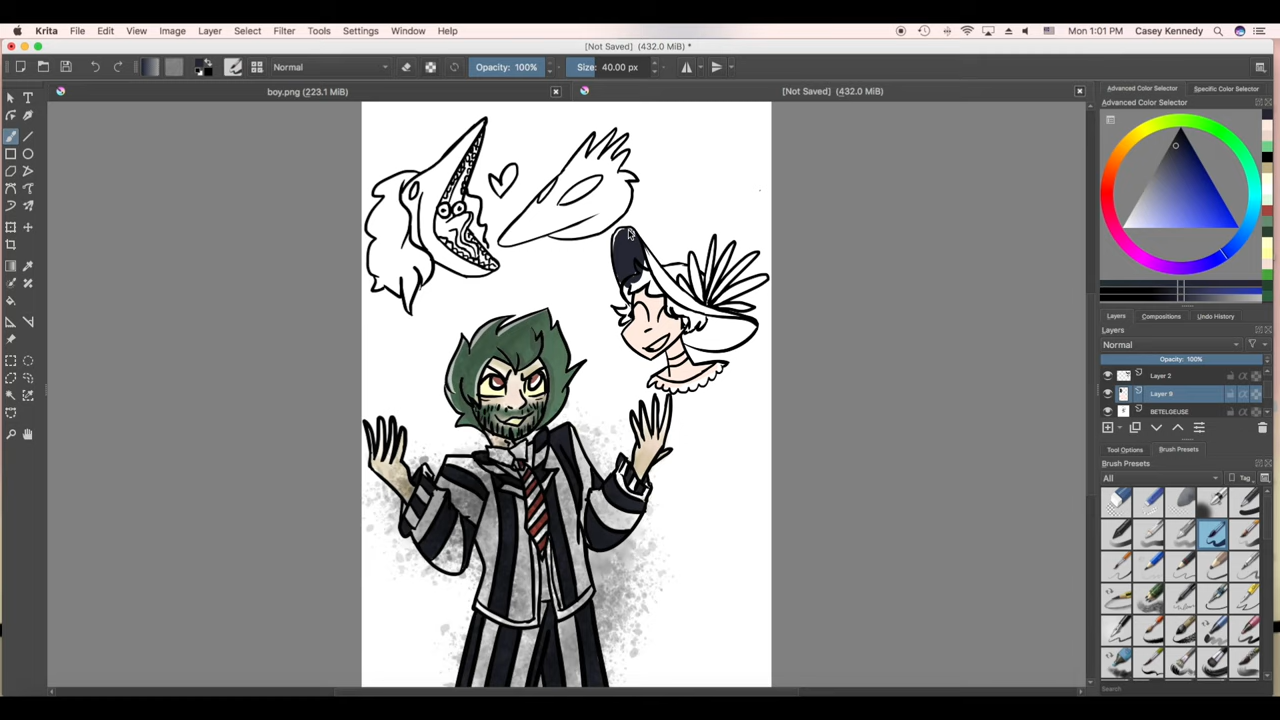 Krita File Edit View Image Layer Select Filter Tools Settings Window Help Mon 1:01 PM Casey Kennedy
[Not Saved] (432.0 MiB) *
Normal Opacity: 100% Size: 40.00 px
boy.png (223.1 MiB) [Not Saved] (432.0 MiB)
Advanced Color Selector Specific Color Selector
Advanced Color Selector
Layers Compositions Undo History
Layers
Normal
Opacity: 100%
Layer 2
Layer 9
BETELGEUSE
Tool Options Brush Presets
Brush Presets
All Tag
Search